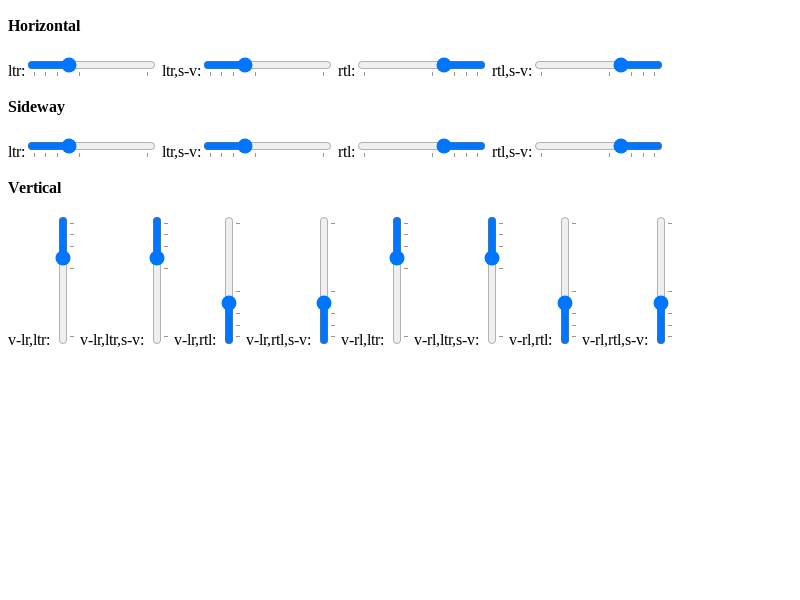 Horizontal
ltr: ltr,s-v: rtl: rtl,s-v:
Sideway
ltr: ltr,s-v: rtl: rtl,s-v:
Vertical
v-lr,ltr: v-lr,ltr,s-v: v-lr,rtl: v-lr,rtl,s-v: v-rl,ltr: v-rl,ltr,s-v: v-rl,rtl: v-rl,rtl,s-v: